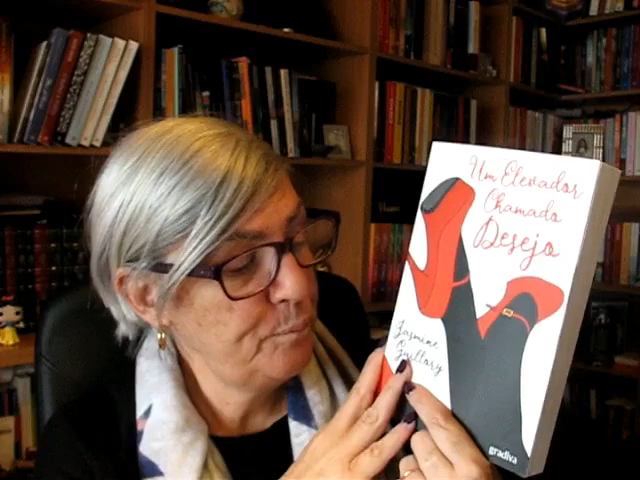 Um Elevador
Chamado
Desejo
Jasmine
Guillory
gradiva